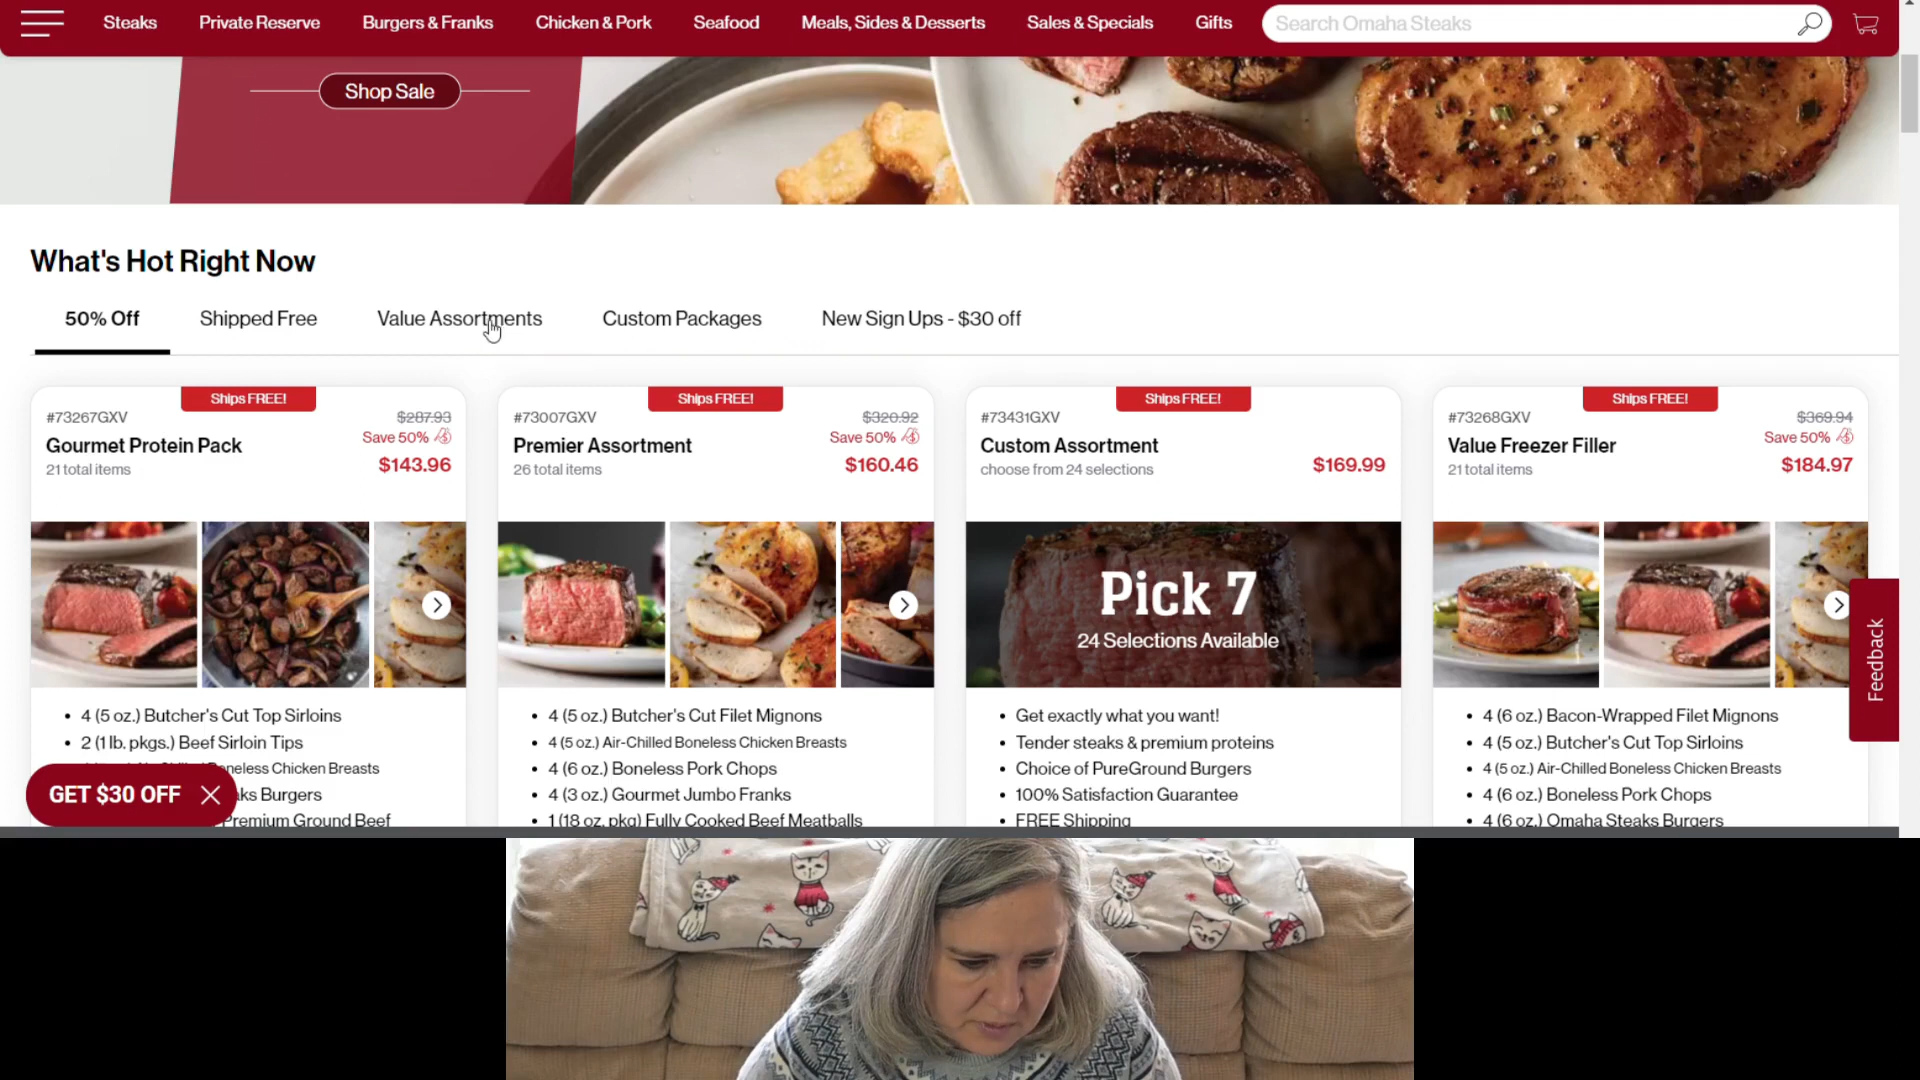 Steaks
Private Reserve
Burgers & Franks
Chicken & Pork
Seafood
Meals, Sides & Desserts
Sales & Specials
Gifts
Search Omaha Steaks
Shop Sale
What's Hot Right Now
50% Off
Shipped Free
Value Assortments
Custom Packages
New Sign Ups - $30 off
Ships FREE!
#73267GXV
$287.93
Save 50%
Gourmet Protein Pack
$143.96
21 total items
• 4 (5 oz.) Butcher's Cut Top Sirloins
• 2 (1 lb. pkgs.) Beef Sirloin Tips
Boneless Chicken Breasts
Burgers
Premium Ground Beef
Ships FREE!
#73007GXV
$320.92
Save 50%
Premier Assortment
$160.46
26 total items
• 4 (5 oz.) Butcher's Cut Filet Mignons
• 4 (5 oz.) Air-Chilled Boneless Chicken Breasts
• 4 (6 oz.) Boneless Pork Chops
• 4 (3 oz.) Gourmet Jumbo Franks
• 1 (18 oz. pkg) Fully Cooked Beef Meatballs
Ships FREE!
#73431GXV
Custom Assortment
$169.99
choose from 24 selections
Pick 7
24 Selections Available
• Get exactly what you want!
• Tender steaks & premium proteins
• Choice of PureGround Burgers
• 100% Satisfaction Guarantee
• FREE Shipping
Ships FREE!
#73268GXV
$369.94
Save 50%
Value Freezer Filler
$184.97
21 total items
• 4 (6 oz.) Bacon-Wrapped Filet Mignons
• 4 (5 oz.) Butcher's Cut Top Sirloins
• 4 (5 oz.) Air-Chilled Boneless Chicken Breasts
• 4 (6 oz.) Boneless Pork Chops
• 4 (6 oz.) Omaha Steaks Burgers
Feedback
GET $30 OFF